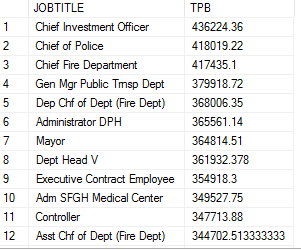 JOBTITLE TPB
1 Chief Investment Officer 436224.36
2 Chief of Police 418019.22
3 Chief Fire Department 417435.1
4 Gen Mgr Public Trnsp Dept 379918.72
5 Dep Chf of Dept (Fire Dept) 368006.35
6 Administrator DPH 365561.14
7 Mayor 364814.51
8 Dept Head V 361932.378
9 Executive Contract Employee 354918.3
10 Adm SFGH Medical Center 349527.75
11 Controller 347713.88
12 Asst Chf of Dept (Fire Dept) 344702.513333333